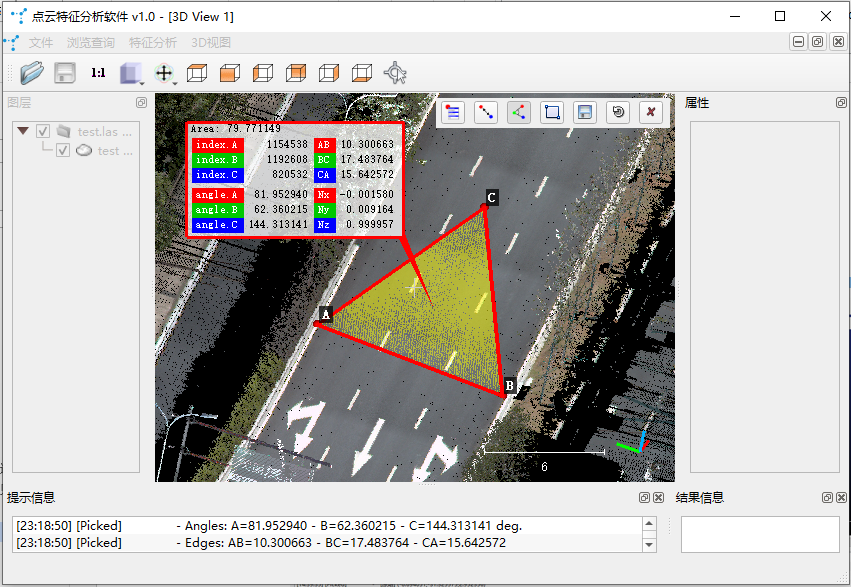 点云特征分析软件 v1.0 - [3D View 1]
文件 浏览查询 特征分析 3D视图
1:1
图层
属性
test.las ...
test ...
Area: 79.771149
index.A 1154538 AB 10.300663
index.B 1192608 BC 17.483764
index.C 820532 CA 15.642572
angle.A 81.952940 Nx -0.001580
angle.B 62.360215 Ny 0.009164
angle.C 144.313141 Nz 0.999957
C
A
B
6
提示信息
结果信息
[23:18:50] [Picked] - Angles: A=81.952940 - B=62.360215 - C=144.313141 deg.
[23:18:50] [Picked] - Edges: AB=10.300663 - BC=17.483764 - CA=15.642572